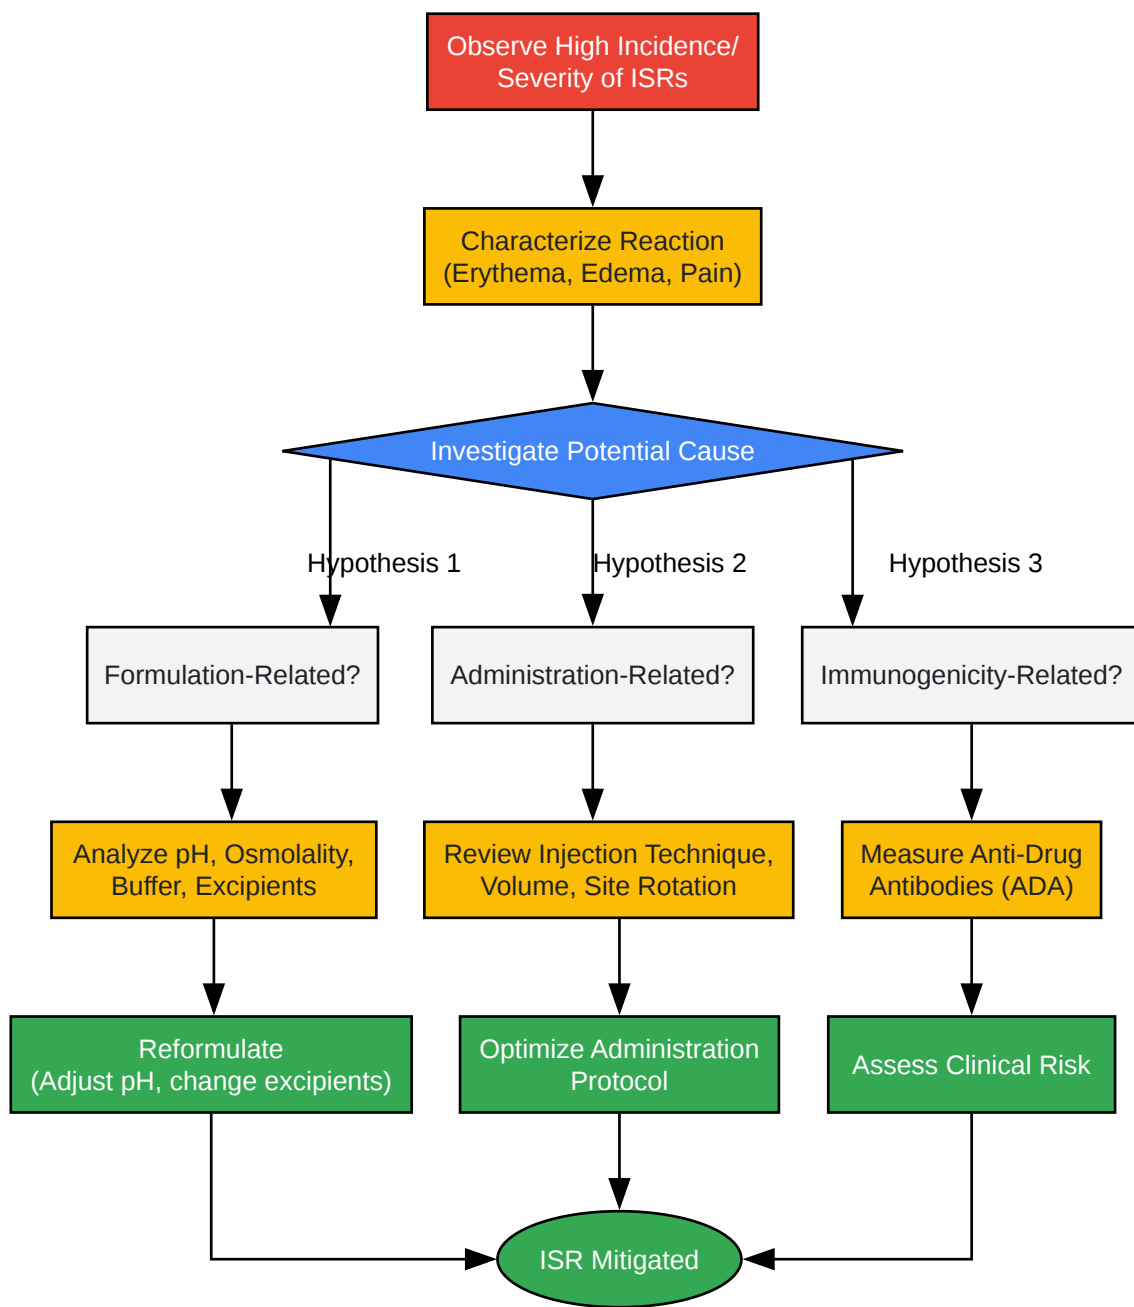 Observe High Incidence/
Severity of ISRs
Characterize Reaction
(Erythema, Edema, Pain)
Investigate Potential Cause
Hypothesis 1
Hypothesis 2
Hypothesis 3
Formulation-Related?
Administration-Related?
Immunogenicity-Related?
Analyze pH, Osmolality,
Buffer, Excipients
Review Injection Technique,
Volume, Site Rotation
Measure Anti-Drug
Antibodies (ADA)
Reformulate
(Adjust pH, change excipients)
Optimize Administration
Protocol
Assess Clinical Risk
ISR Mitigated